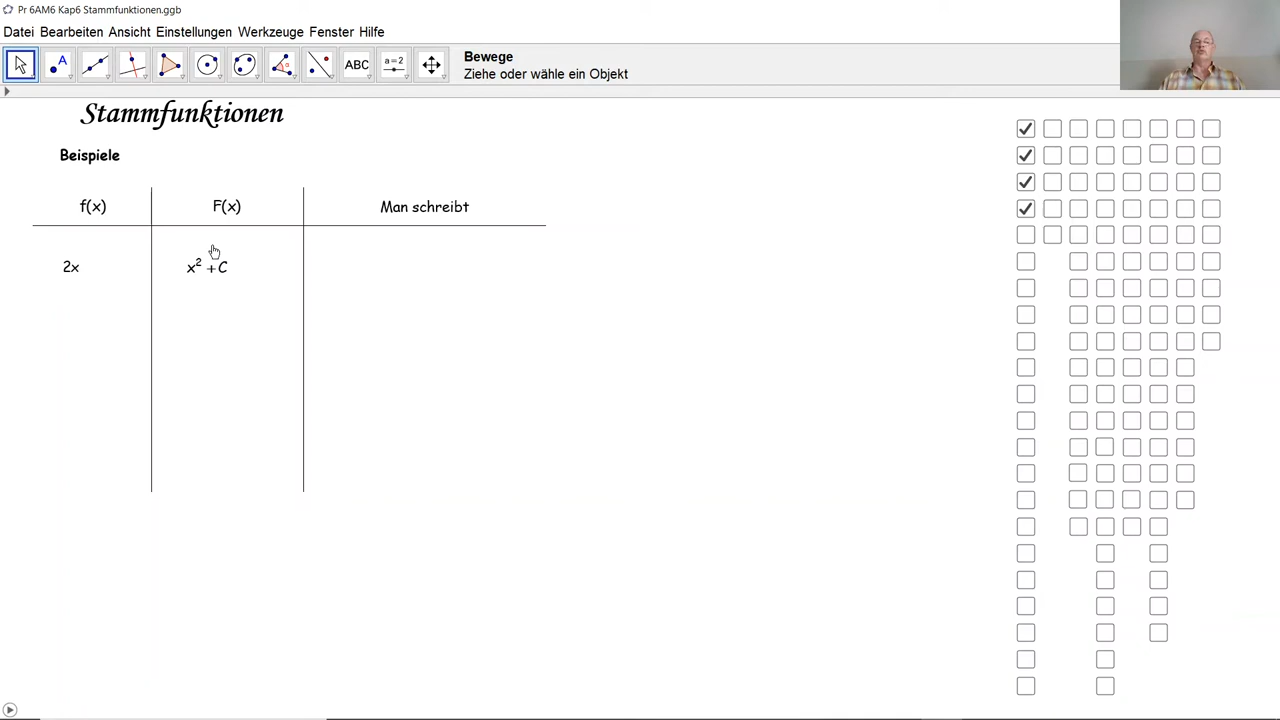 Pr 6AM6 Kap6 Stammfunktionen.ggb
Datei Bearbeiten Ansicht Einstellungen Werkzeuge Fenster Hilfe
A
ABC
a=2
Bewege
Ziehe oder wähle ein Objekt
Stammfunktionen
Beispiele
f(x) F(x) Man schreibt
2x x² +C